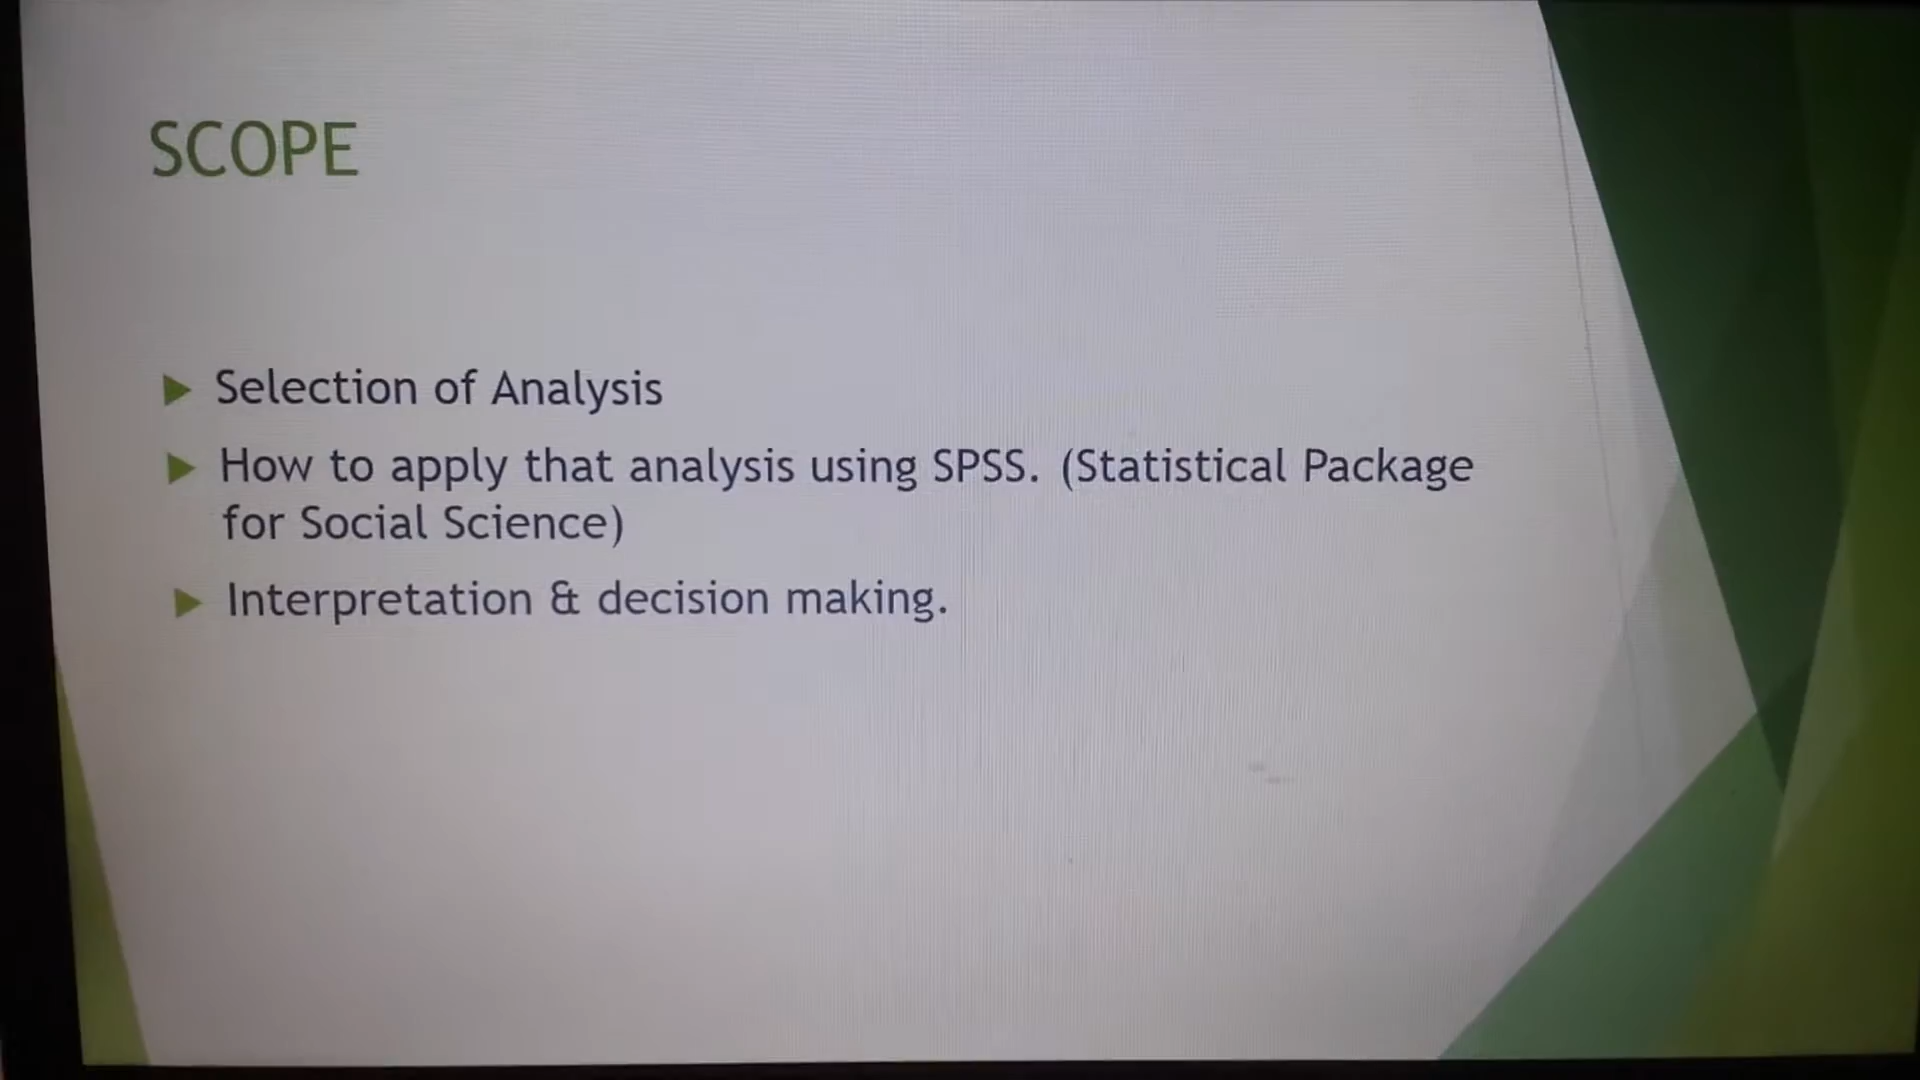 SCOPE
Selection of Analysis
How to apply that analysis using SPSS. (Statistical Package
for Social Science)
Interpretation & decision making.